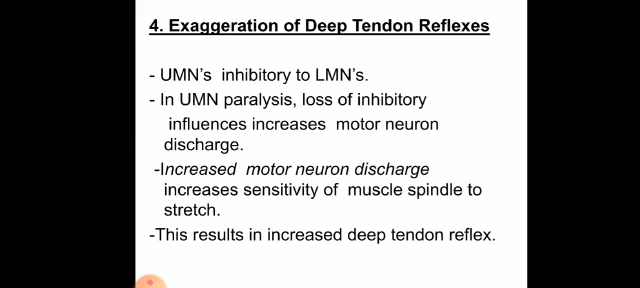 4. Exaggeration of Deep Tendon Reflexes
- UMN's inhibitory to LMN's.
- In UMN paralysis, loss of inhibitory
influences increases motor neuron
discharge.
-Increased motor neuron discharge
increases sensitivity of muscle spindle to
stretch.
-This results in increased deep tendon reflex.